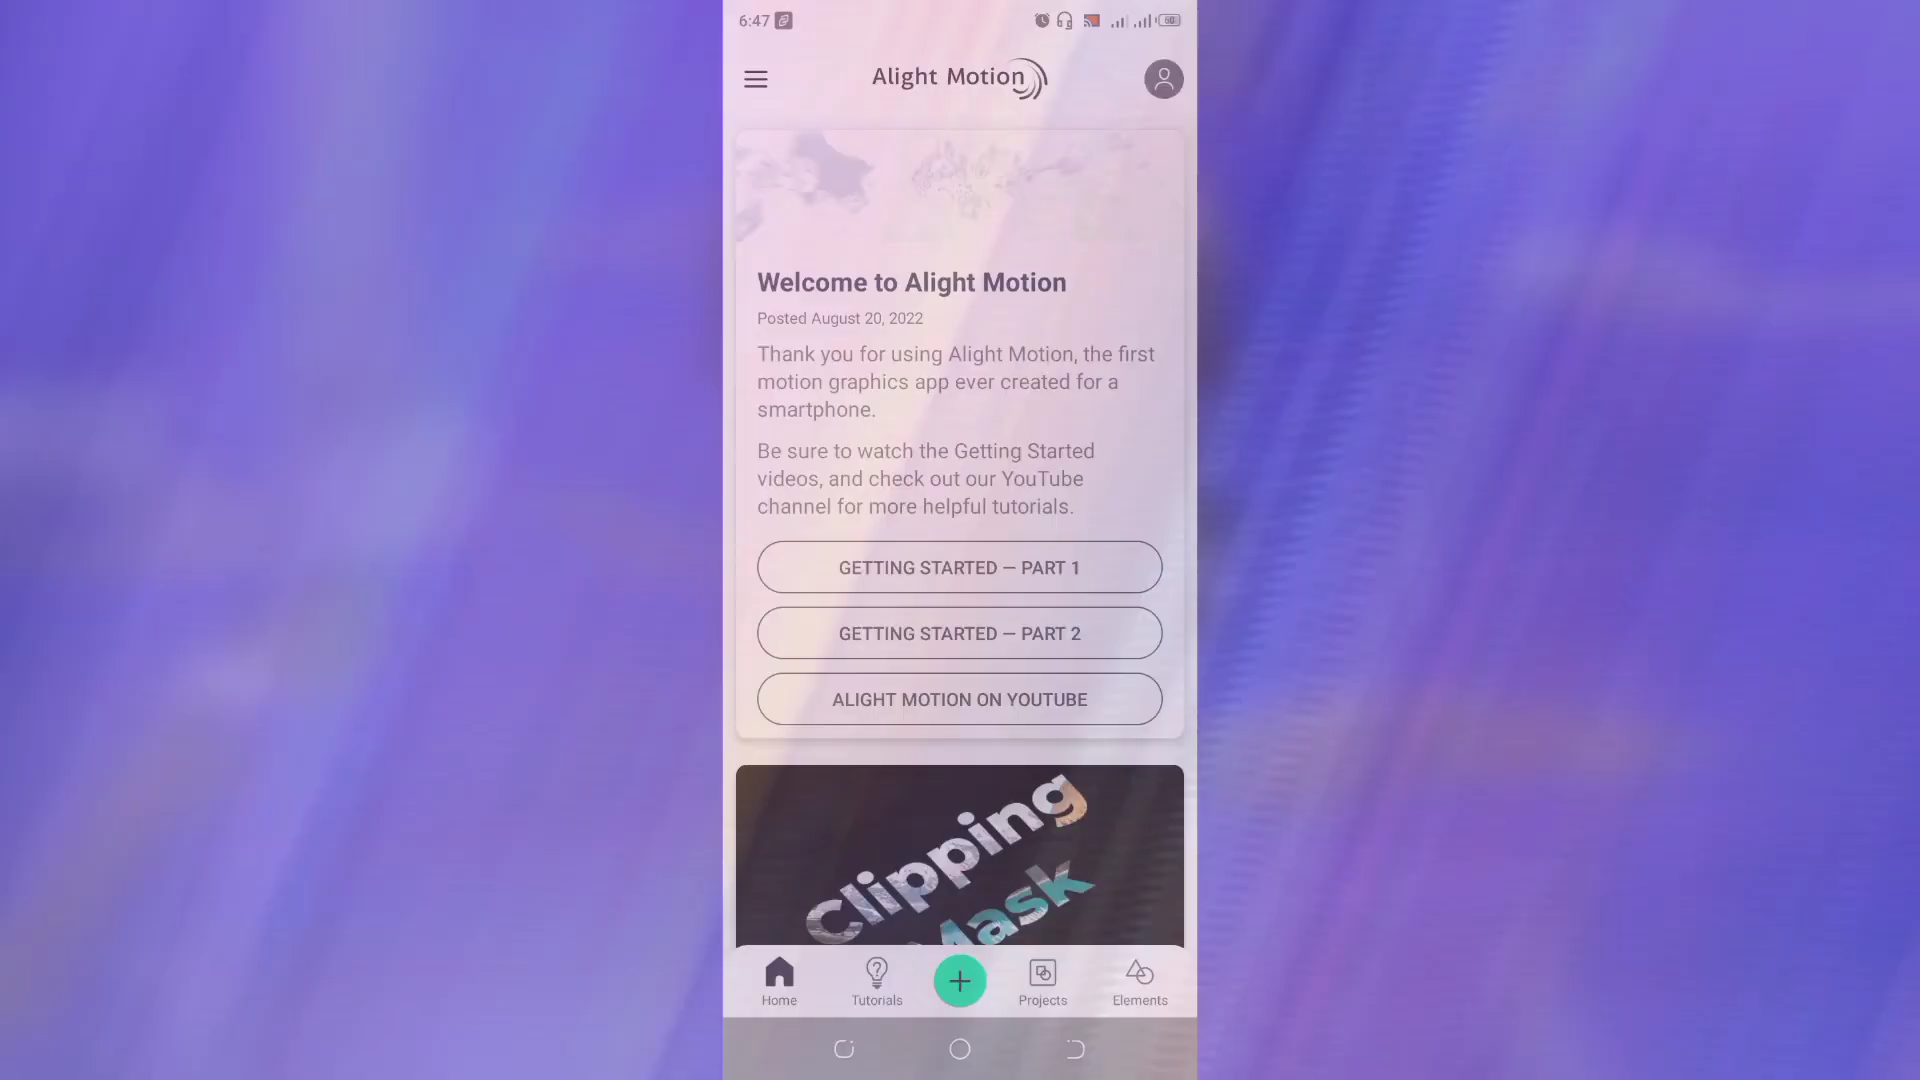 6:47
60
Alight Motion
Welcome to Alight Motion
Posted August 20, 2022
Thank you for using Alight Motion, the first
motion graphics app ever created for a
smartphone.
Be sure to watch the Getting Started
videos, and check out our YouTube
channel for more helpful tutorials.
GETTING STARTED — PART 1
GETTING STARTED — PART 2
ALIGHT MOTION ON YOUTUBE
Clipping
Mask
Home
Tutorials
Projects
Elements